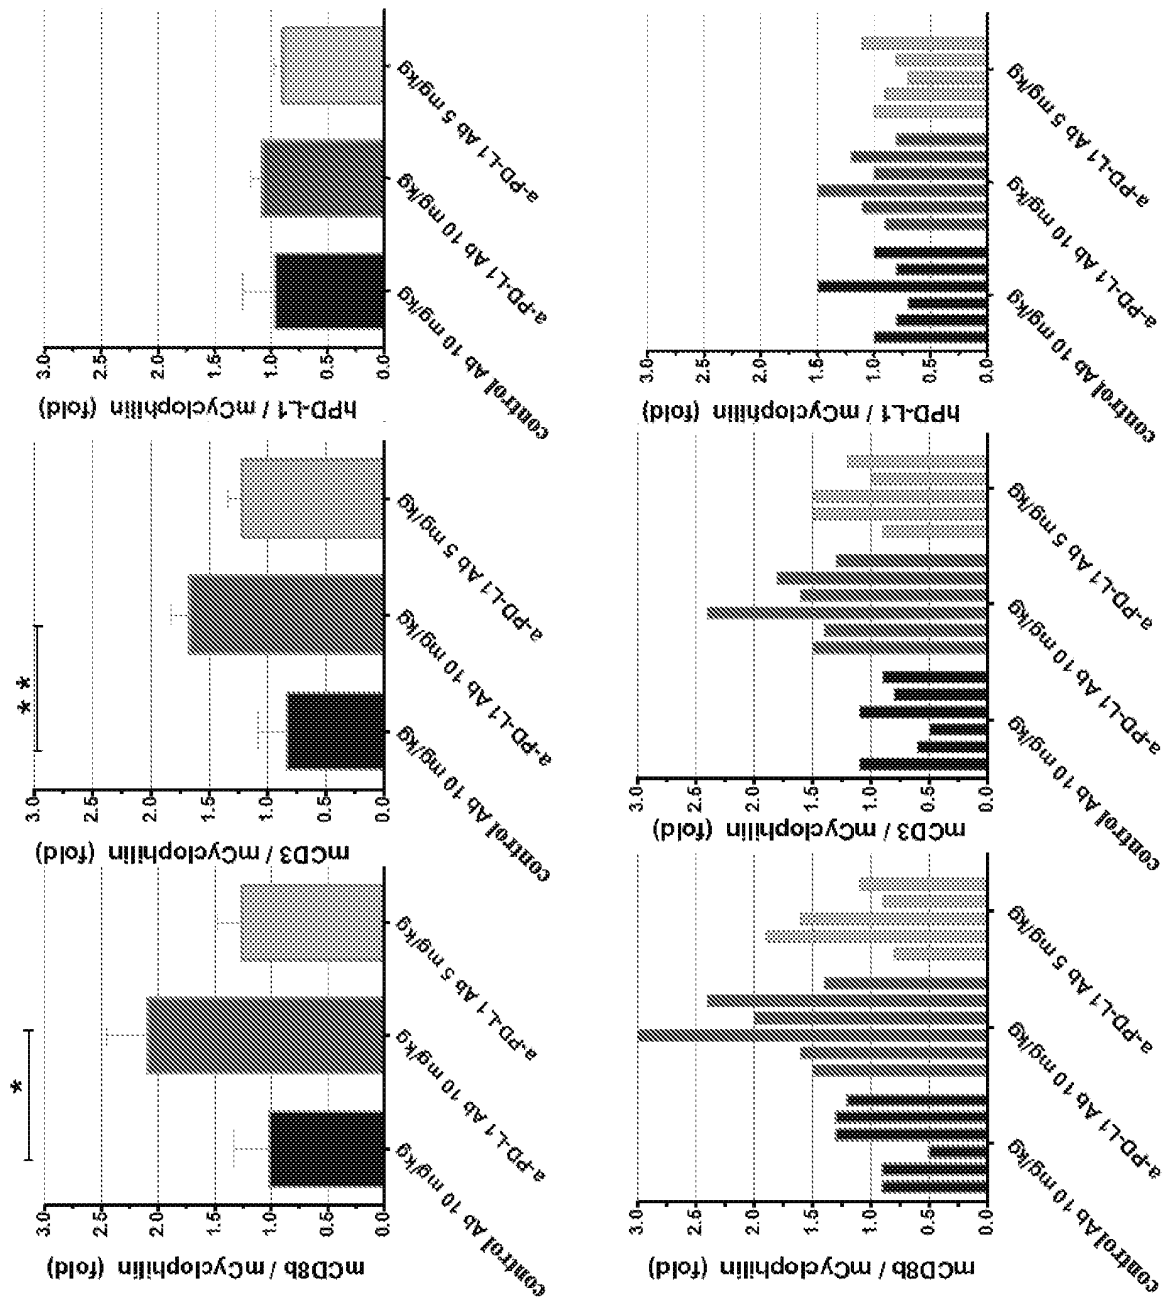 mCD8b / mCyclophilin (fold)
3.0
2.5
2.0
1.5
1.0
0.5
0.0
*
control Ab 10 mg/kg
a-PD-L1 Ab 10 mg/kg
a-PD-L1 Ab 5 mg/kg
mCD3 / mCyclophilin (fold)
3.0
2.5
2.0
1.5
1.0
0.5
0.0
* *
control Ab 10 mg/kg
a-PD-L1 Ab 10 mg/kg
a-PD-L1 Ab 5 mg/kg
hPD-L1 / mCyclophilin (fold)
3.0
2.5
2.0
1.5
1.0
0.5
0.0
control Ab 10 mg/kg
a-PD-L1 Ab 10 mg/kg
a-PD-L1 Ab 5 mg/kg
mCD8b / mCyclophilin (fold)
3.0
2.5
2.0
1.5
1.0
0.5
0.0
control Ab 10 mg/kg
a-PD-L1 Ab 10 mg/kg
a-PD-L1 Ab 5 mg/kg
mCD3 / mCyclophilin (fold)
3.0
2.5
2.0
1.5
1.0
0.5
0.0
control Ab 10 mg/kg
a-PD-L1 Ab 10 mg/kg
a-PD-L1 Ab 5 mg/kg
hPD-L1 / mCyclophilin (fold)
3.0
2.5
2.0
1.5
1.0
0.5
0.0
control Ab 10 mg/kg
a-PD-L1 Ab 10 mg/kg
a-PD-L1 Ab 5 mg/kg